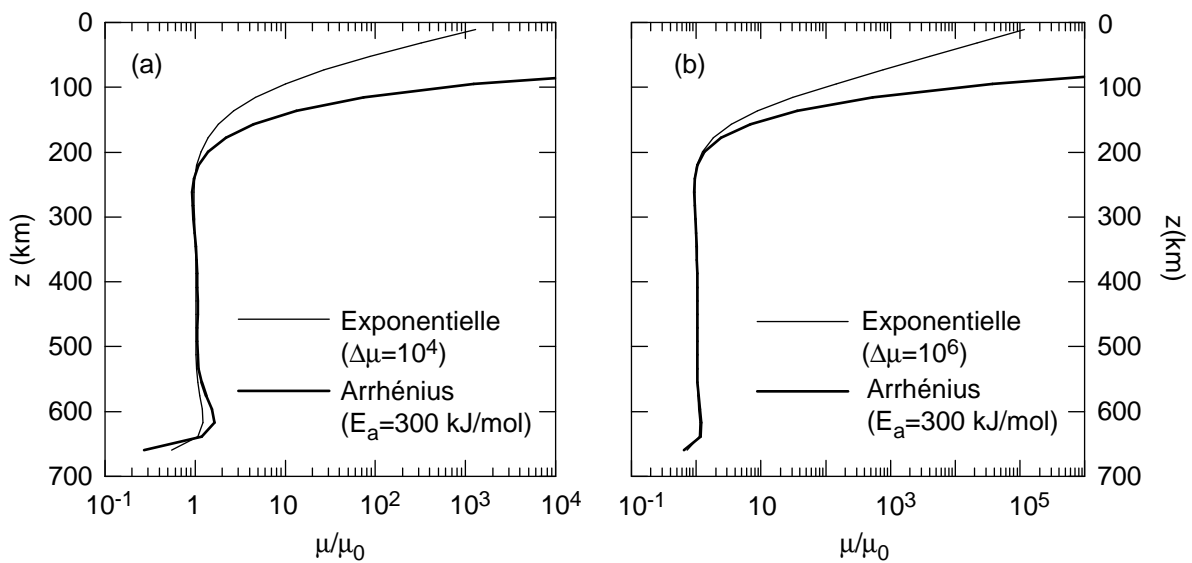 (a)
0
100
200
300
400
500
600
700
z (km)
Exponentielle
(Δμ=10⁴)
Arrhénius
(Eₐ=300 kJ/mol)
10⁻¹
1
10
10²
10³
10⁴
μ/μ₀
(b)
Exponentielle
(Δμ=10⁶)
Arrhénius
(Eₐ=300 kJ/mol)
10⁻¹
1
10
10³
10⁵
μ/μ₀
0
100
200
300
400
500
600
700
z(km)